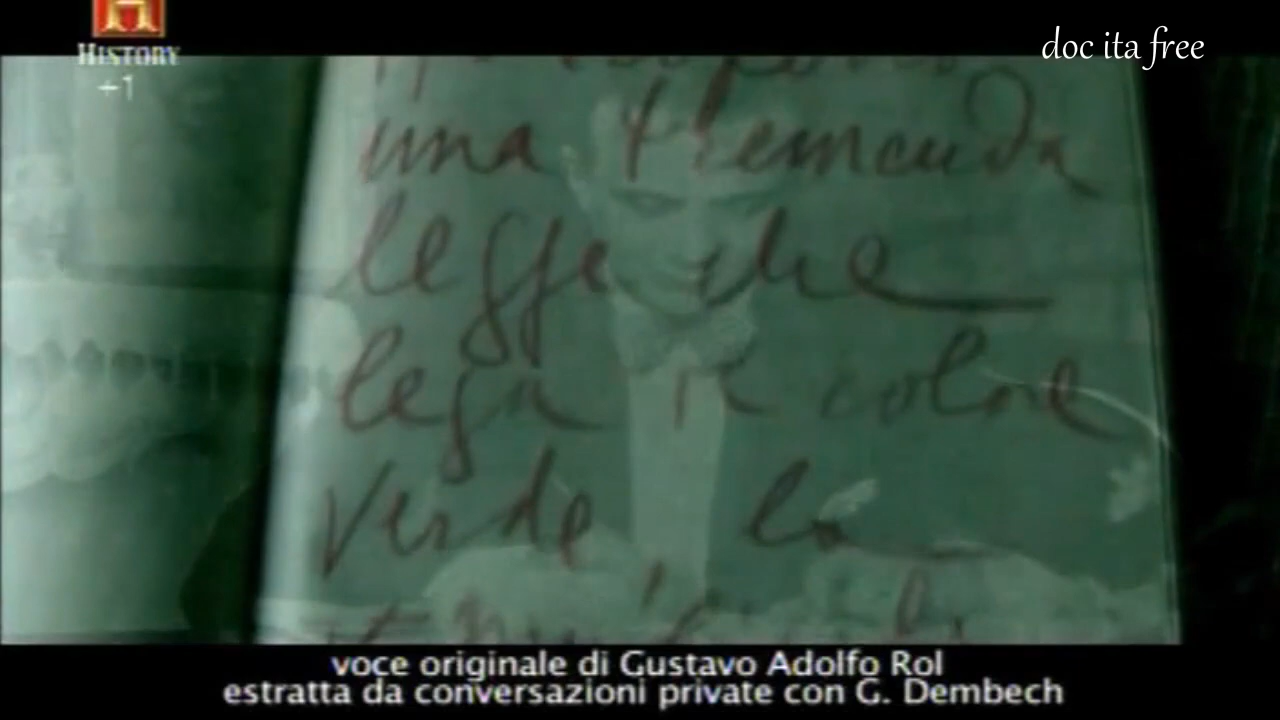 HISTORY
+1
doc ita free
una tremenda
legge che
lega il colore
verde, la
voce originale di Gustavo Adolfo Rol
estratta da conversazioni private con G. Dembech